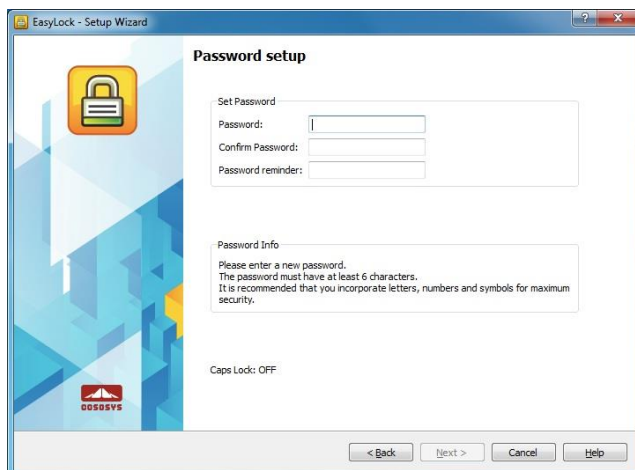 EasyLock - Setup Wizard
Password setup
Set Password
Password:
Confirm Password:
Password reminder:
Password Info
Please enter a new password.
The password must have at least 6 characters.
It is recommended that you incorporate letters, numbers and symbols for maximum
security.
Caps Lock: OFF
COSOSYS
< Back
Next >
Cancel
Help